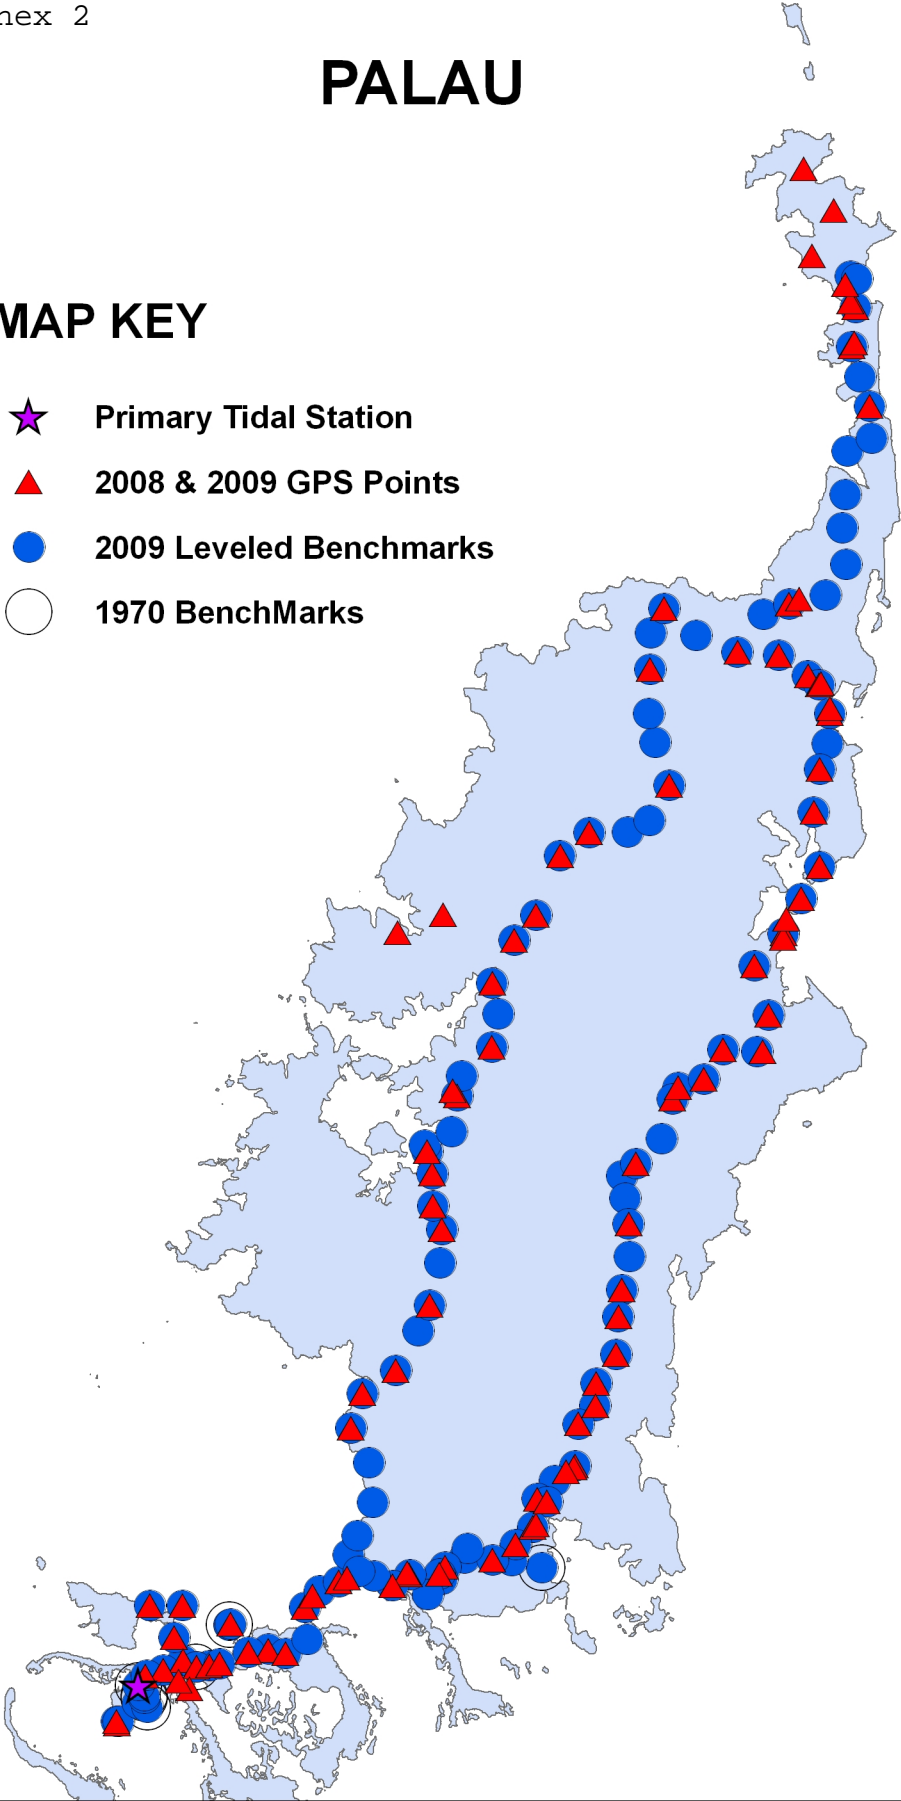 nex 2
PALAU
MAP KEY
Primary Tidal Station
2008 & 2009 GPS Points
2009 Leveled Benchmarks
1970 BenchMarks